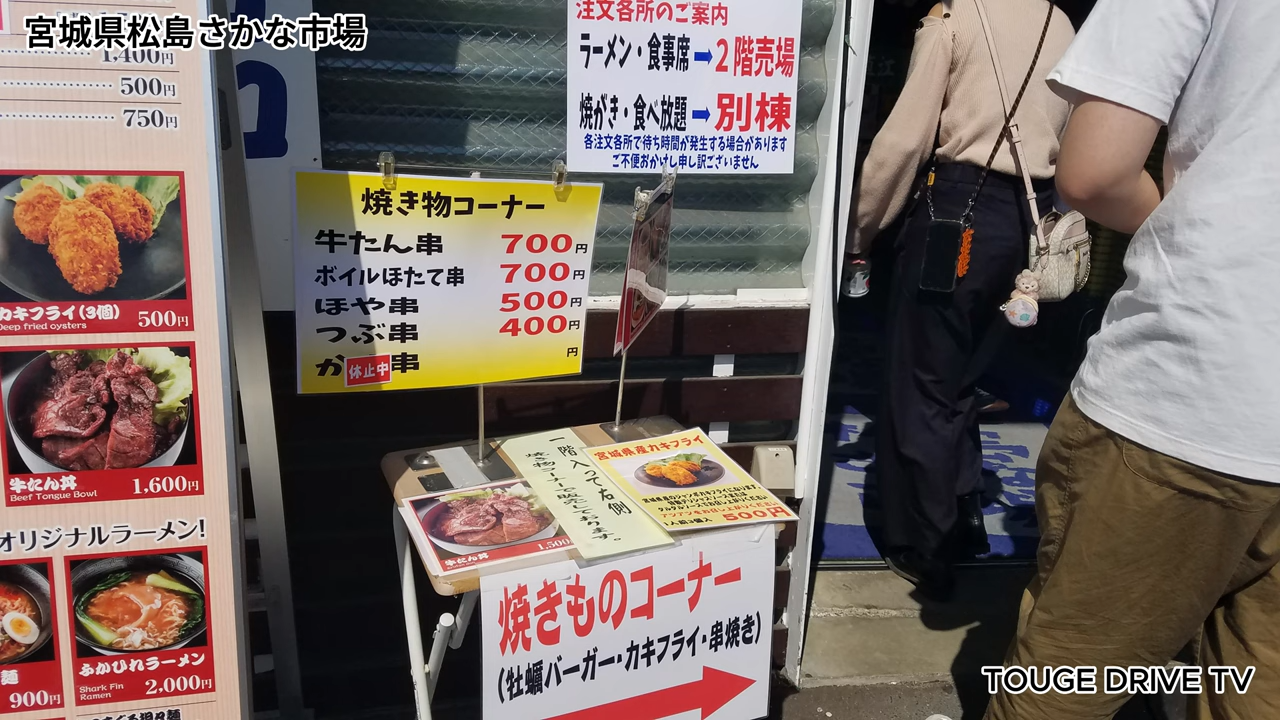 宮城県松島さかな市場
1,400円
500円
750円
カキフライ(3個)
Deep fried oysters
500円
牛たん丼
Beef Tongue Bowl
1,600円
オリジナルラーメン!
麺
900円
ふかひれラーメン
Shark Fin
Ramen
2,000円
注文各所のご案内
ラーメン・食事席➡2階売場
焼がき・食べ放題➡別棟
各注文各所で待ち時間が発生する場合があります
ご不便おかけし申し訳ございません
焼き物コーナー
牛たん串 700円
ボイルほたて串 700円
ほや串 500円
つぶ串 400円
か 休止中 串 円
牛たん丼
1,500
一階入って右側
焼き物コーナーで販売しております。
宮城県産カキフライ
1人前3個入
500円
焼きものコーナー
(牡蠣バーガー・カキフライ・串焼き)
TOUGE DRIVE TV